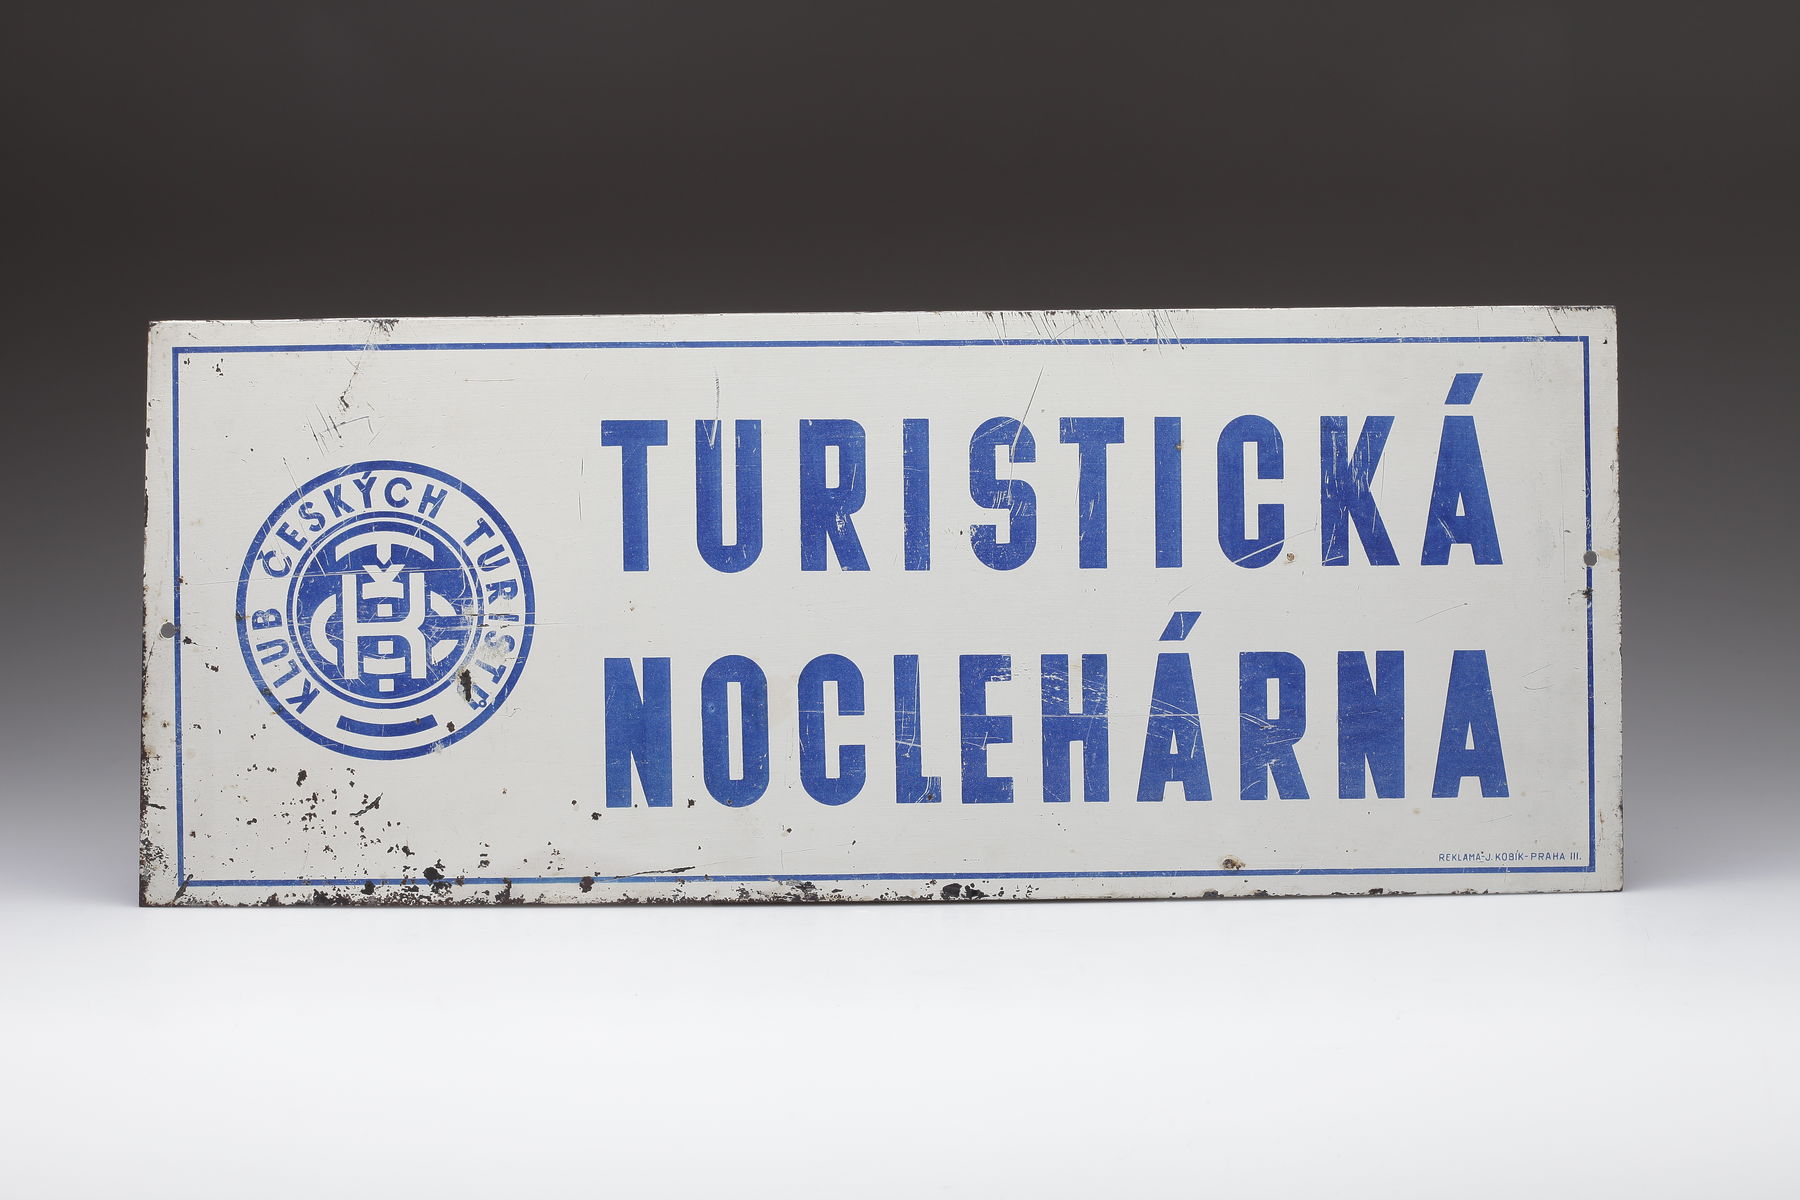 KLUB ČESKÝCH TURISTŮ
KČT
TURISTICKÁ
NOCLEHÁRNA
REKLAMA-J. KOBÍK-PRAHA III.